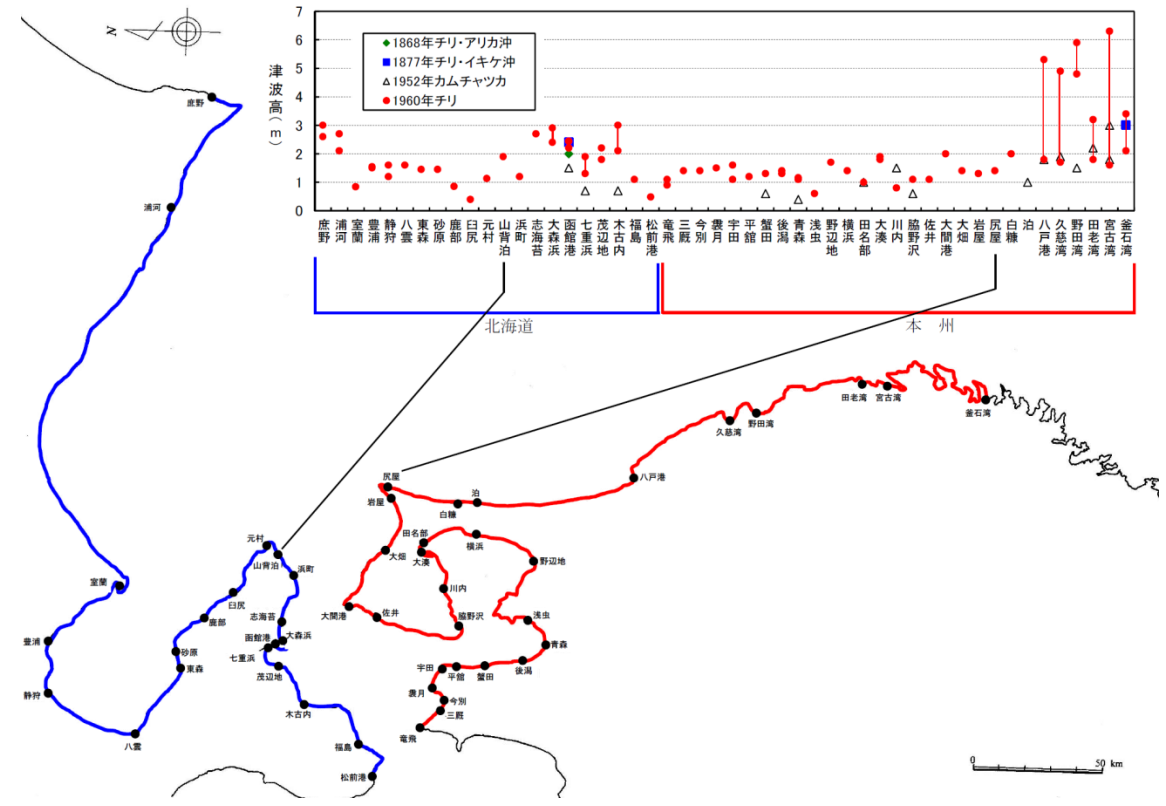 N
津波高(m)
7
6
5
4
3
2
1
0
1868年チリ・アリカ沖
1877年チリ・イキケ沖
1952年カムチャツカ
1960年チリ
庶野
浦河
室蘭
豊浦
静狩
八雲
東森
砂原
鹿部
臼尻
元村
山背泊
浜町
志海苔
大森浜
函館港
七重浜
茂辺地
木古内
福島
松前港
竜飛
三厩
今別
袰月
宇田
平舘
蟹田
後潟
青森
浅虫
野辺地
横浜
田名部
大湊
川内
脇野沢
佐井
大間港
大畑
岩屋
尻屋
白糠
泊
八戸港
久慈湾
野田湾
田老湾
宮古湾
釜石湾
北海道
本 州
庶野
浦河
室蘭
豊浦
静狩
八雲
東森
砂原
鹿部
臼尻
元村
山背泊
浜町
志海苔
大森浜
函館港
七重浜
茂辺地
木古内
福島
松前港
尻屋
岩屋
白糠
泊
八戸港
久慈湾
野田湾
田老湾
宮古湾
釜石湾
田名部
大湊
横浜
野辺地
大畑
川内
大間港
佐井
脇野沢
浅虫
青森
後潟
蟹田
平舘
宇田
袰月
今別
三厩
竜飛
0
50 km